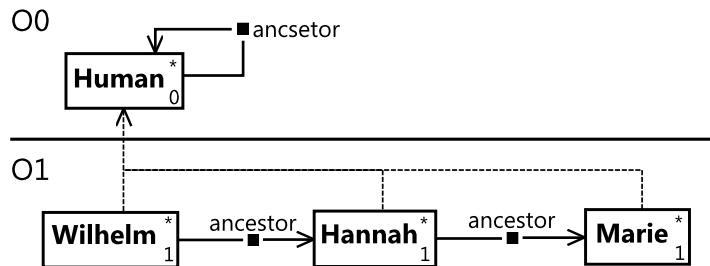 O0
ancsetor
Human *
0
O1
ancestor
ancestor
Wilhelm *
1
Hannah *
1
Marie *
1